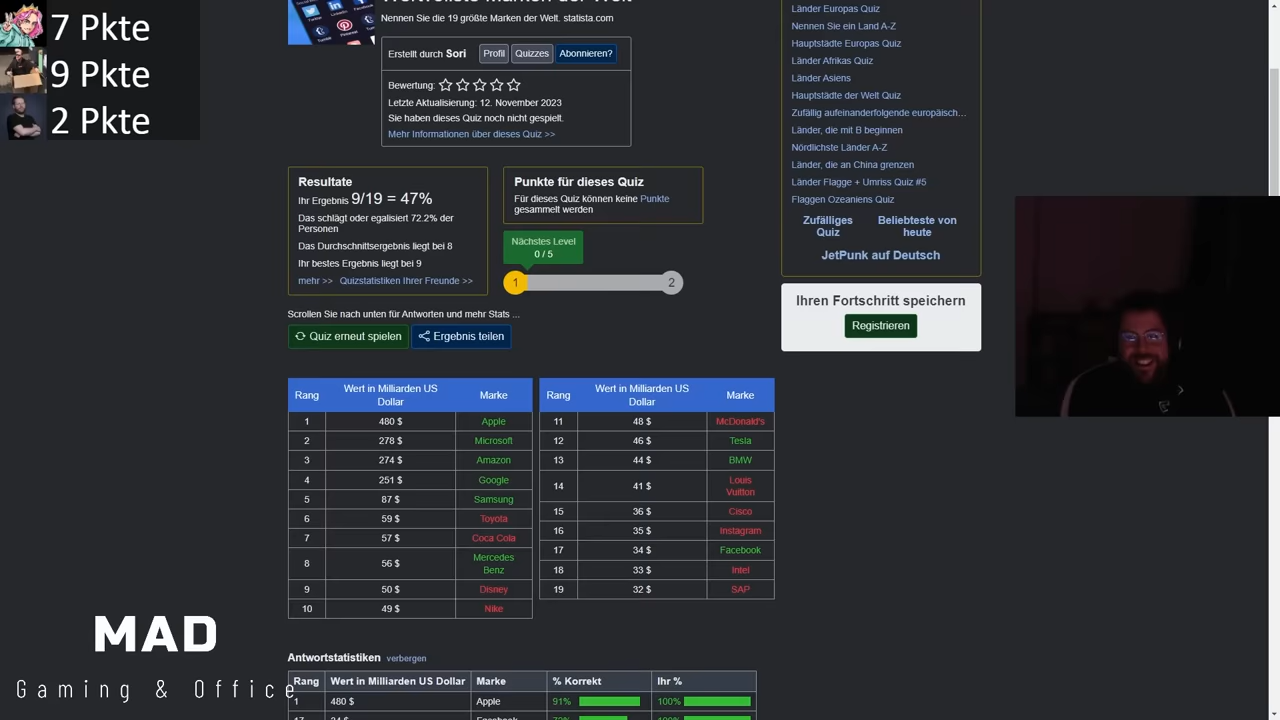 7 Pkte
9 Pkte
2 Pkte
Nennen Sie die 19 größte Marken der Welt. statista.com
Erstellt durch Sori Profil Quizzes Abonnieren?
Bewertung:
Letzte Aktualisierung: 12. November 2023
Sie haben dieses Quiz noch nicht gespielt.
Mehr Informationen über dieses Quiz >>
Resultate
Ihr Ergebnis 9/19 = 47%
Das schlägt oder egalisiert 72.2% der
Personen
Das Durchschnittsergebnis liegt bei 8
Ihr bestes Ergebnis liegt bei 9
mehr >> Quizstatistiken Ihrer Freunde >>
Punkte für dieses Quiz
Für dieses Quiz können keine Punkte
gesammelt werden
Nächstes Level
0 / 5
1 2
Scrollen Sie nach unten für Antworten und mehr Stats ...
Quiz erneut spielen Ergebnis teilen
Länder Europas Quiz
Nennen Sie ein Land A-Z
Hauptstädte Europas Quiz
Länder Afrikas Quiz
Länder Asiens
Hauptstädte der Welt Quiz
Zufällig aufeinanderfolgende europäisch...
Länder, die mit B beginnen
Nördlichste Länder A-Z
Länder, die an China grenzen
Länder Flagge + Umriss Quiz #5
Flaggen Ozeaniens Quiz
Zufälliges
Quiz
Beliebteste von
heute
JetPunk auf Deutsch
Ihren Fortschritt speichern
Registrieren
Rang Wert in Milliarden US Dollar Marke
1 480 $ Apple
2 278 $ Microsoft
3 274 $ Amazon
4 251 $ Google
5 87 $ Samsung
6 59 $ Toyota
7 57 $ Coca Cola
8 56 $ Mercedes Benz
9 50 $ Disney
10 49 $ Nike
Rang Wert in Milliarden US Dollar Marke
11 48 $ McDonald's
12 46 $ Tesla
13 44 $ BMW
14 41 $ Louis Vuitton
15 36 $ Cisco
16 35 $ Instagram
17 34 $ Facebook
18 33 $ Intel
19 32 $ SAP
MAD
Gaming & Office
Antwortstatistiken verbergen
Rang Wert in Milliarden US Dollar Marke % Korrekt Ihr %
1 480 $ Apple 91% 100%